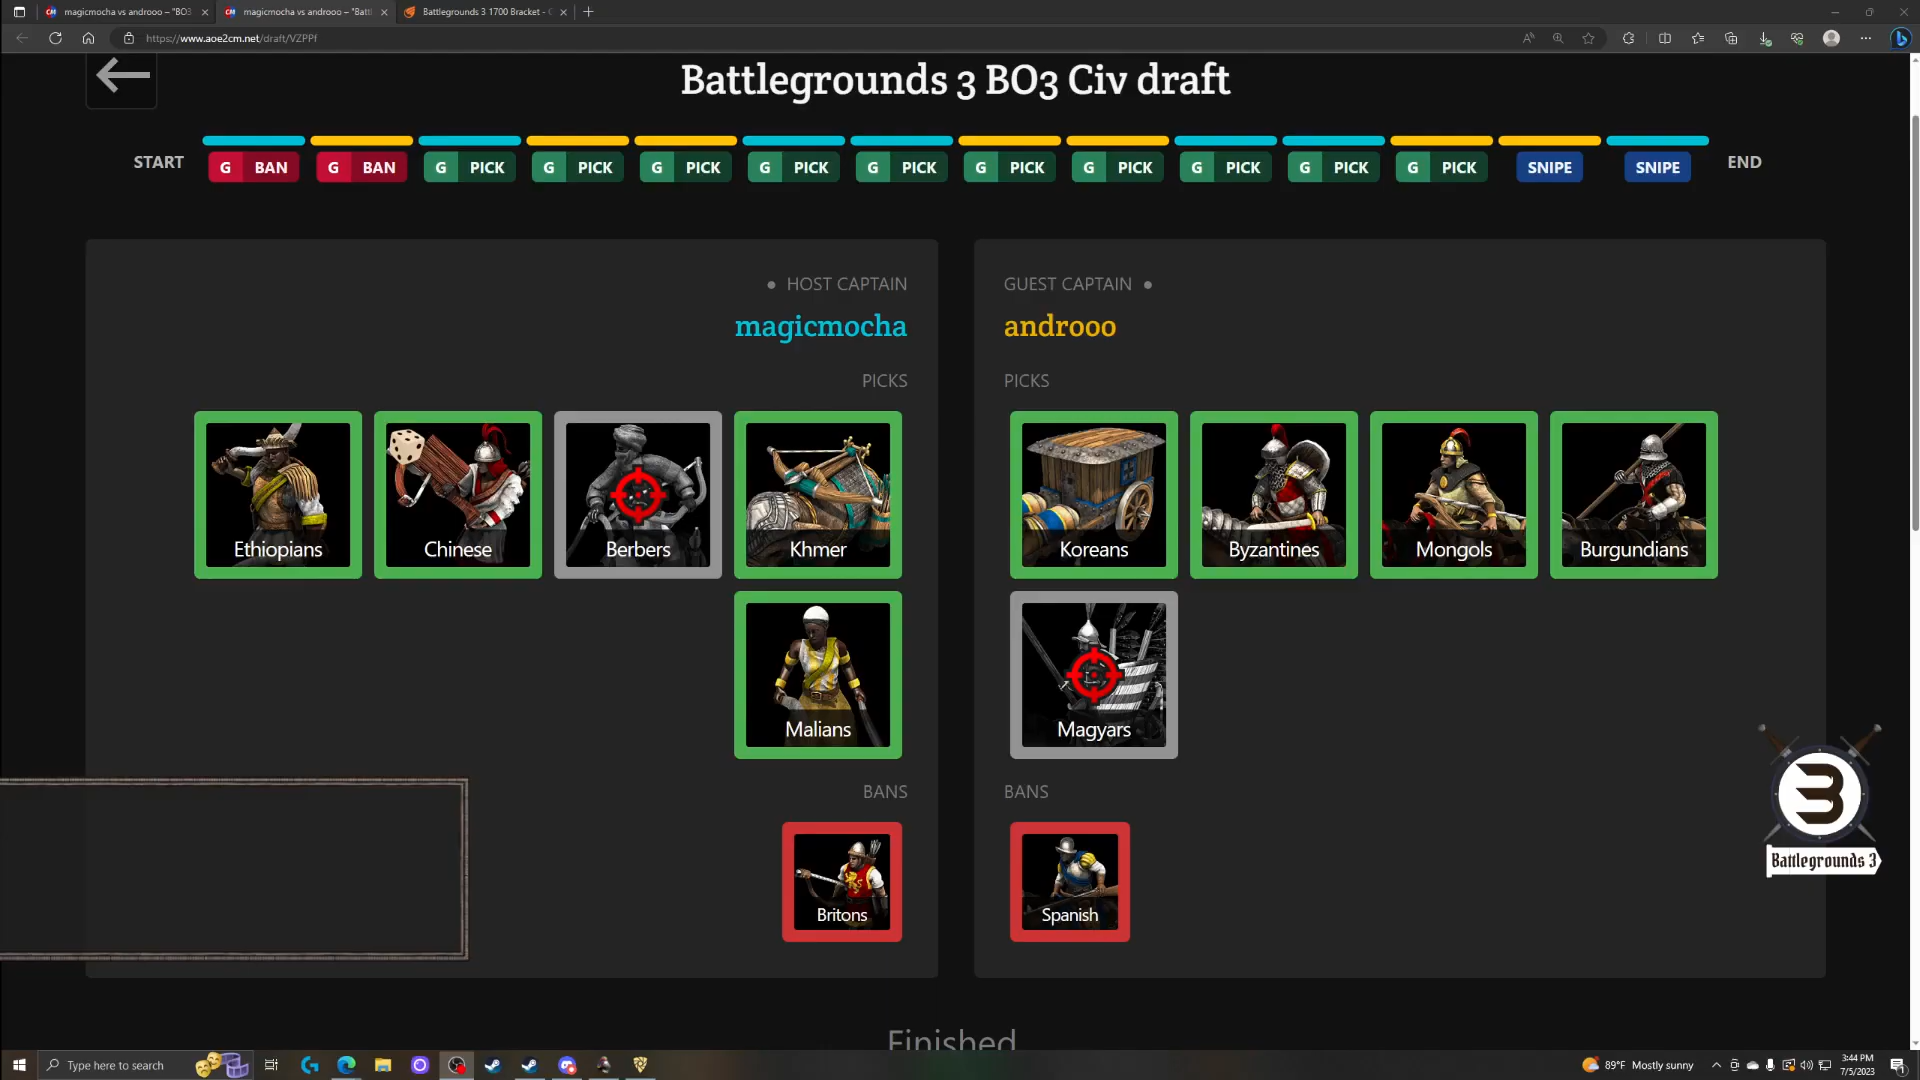 magicmocha vs androoo – "BO3
magicmocha vs androoo – "Battl
Battlegrounds 3 1700 Bracket -
https://www.aoe2cm.net/draft/VZPPf
Battlegrounds 3 BO3 Civ draft
START
G BAN
G BAN
G PICK
G PICK
G PICK
G PICK
G PICK
G PICK
G PICK
G PICK
G PICK
G PICK
SNIPE
SNIPE
END
HOST CAPTAIN
magicmocha
PICKS
Ethiopians
Chinese
Berbers
Khmer
Malians
BANS
Britons
GUEST CAPTAIN
androoo
PICKS
Koreans
Byzantines
Mongols
Burgundians
Magyars
BANS
Spanish
3
Battlegrounds 3
Finished
Type here to search
89°F Mostly sunny
3:44 PM
7/5/2023